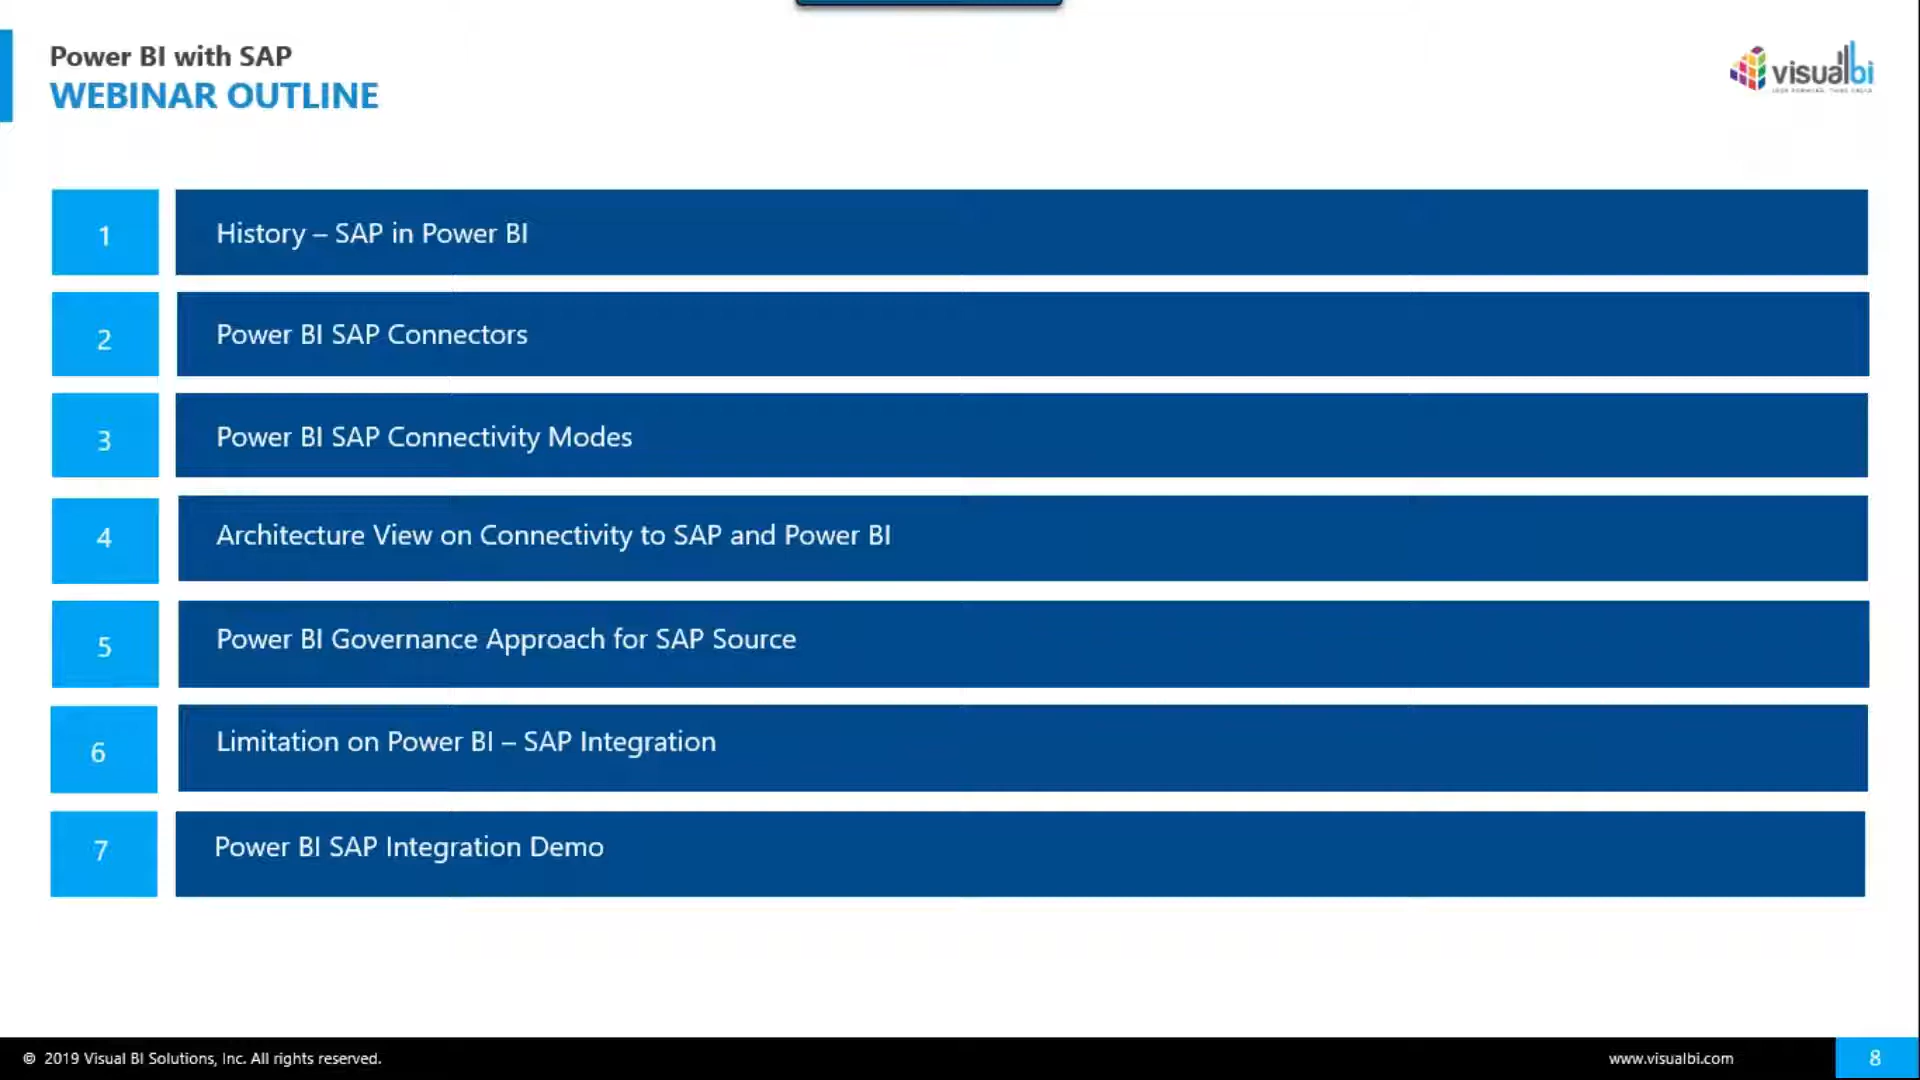 Power BI with SAP
WEBINAR OUTLINE
visualbi
1
History – SAP in Power BI
2
Power BI SAP Connectors
3
Power BI SAP Connectivity Modes
4
Architecture View on Connectivity to SAP and Power BI
5
Power BI Governance Approach for SAP Source
6
Limitation on Power BI – SAP Integration
7
Power BI SAP Integration Demo
© 2019 Visual BI Solutions, Inc. All rights reserved.
www.visualbi.com
8